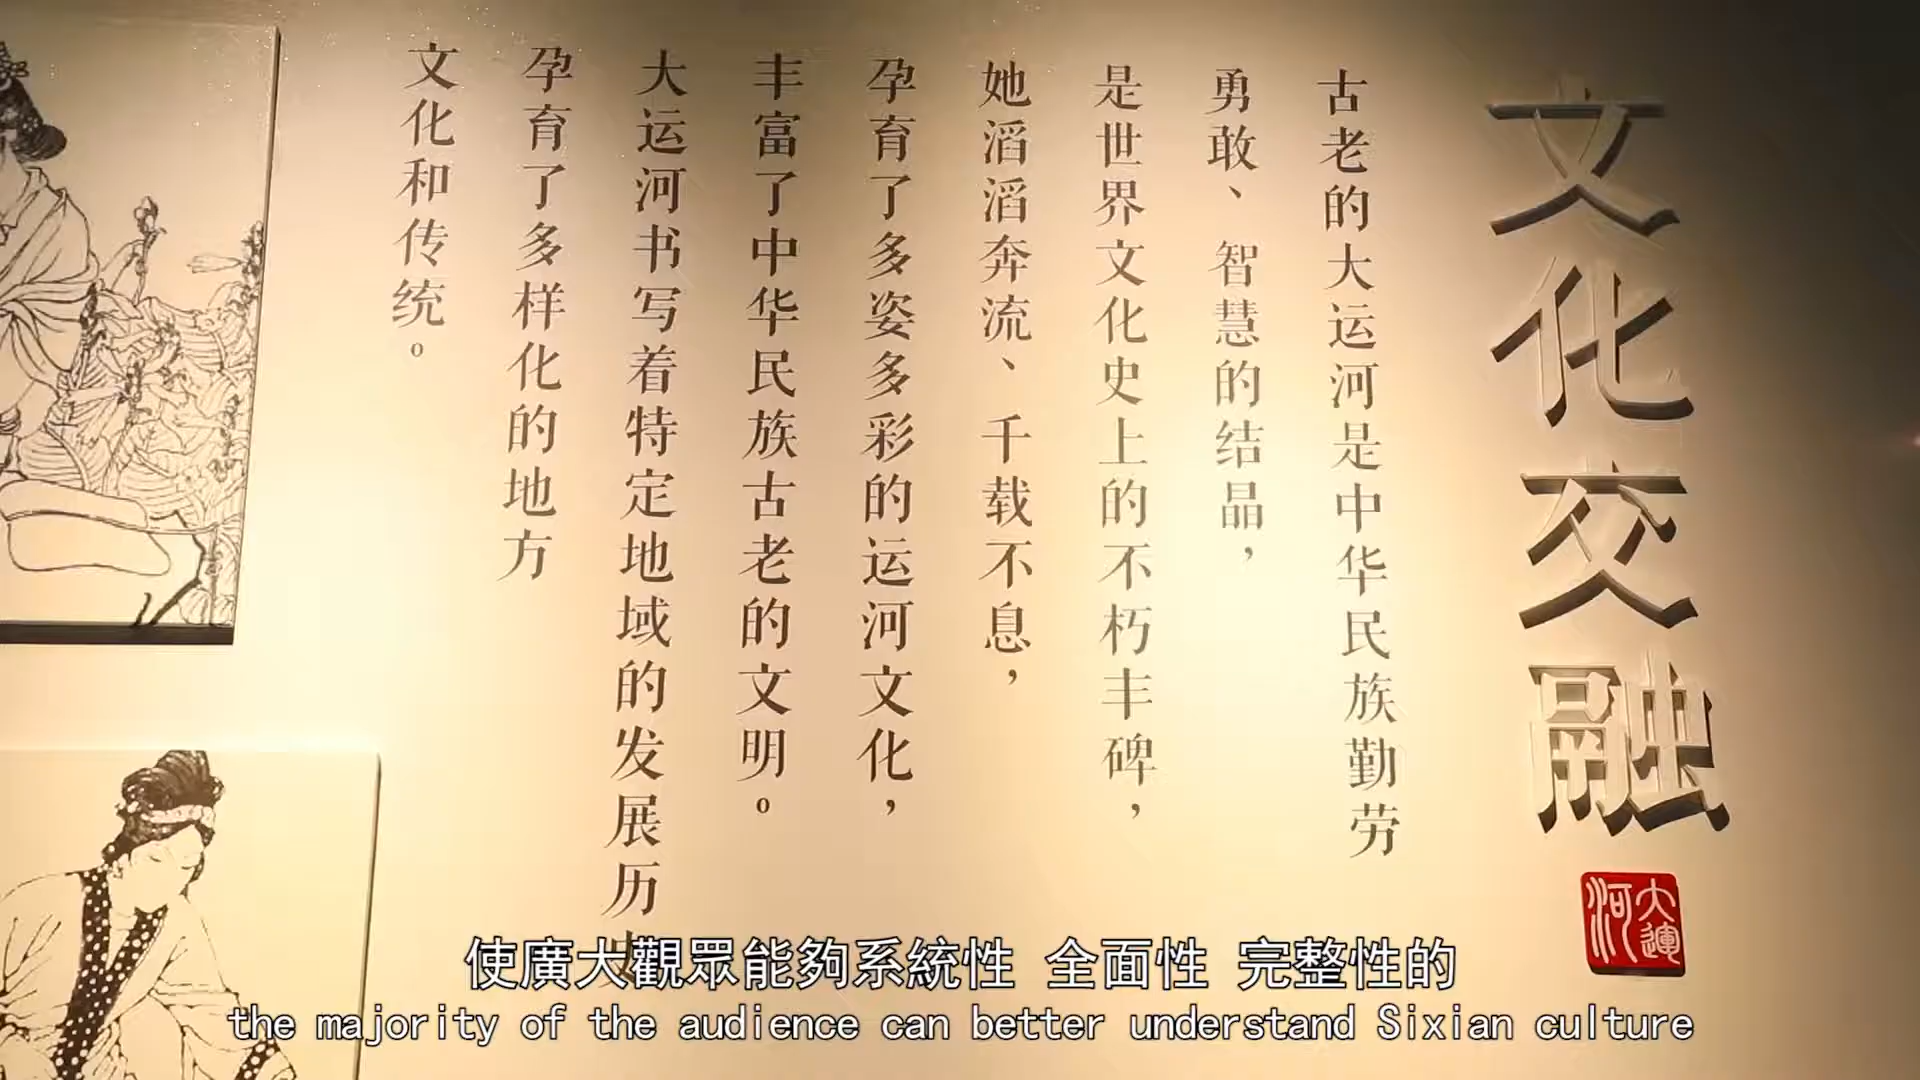 文化交融
大运河
古老的大运河是中华民族勤劳
勇敢、智慧的结晶，
是世界文化史上的不朽丰碑，
她滔滔奔流、千载不息，
孕育了多姿多彩的运河文化，
丰富了中华民族古老的文明。
大运河书写着特定地域的发展历史
孕育了多样化的地方
文化和传统。
使廣大觀眾能夠系統性 全面性 完整性的
the majority of the audience can better understand Sixian culture